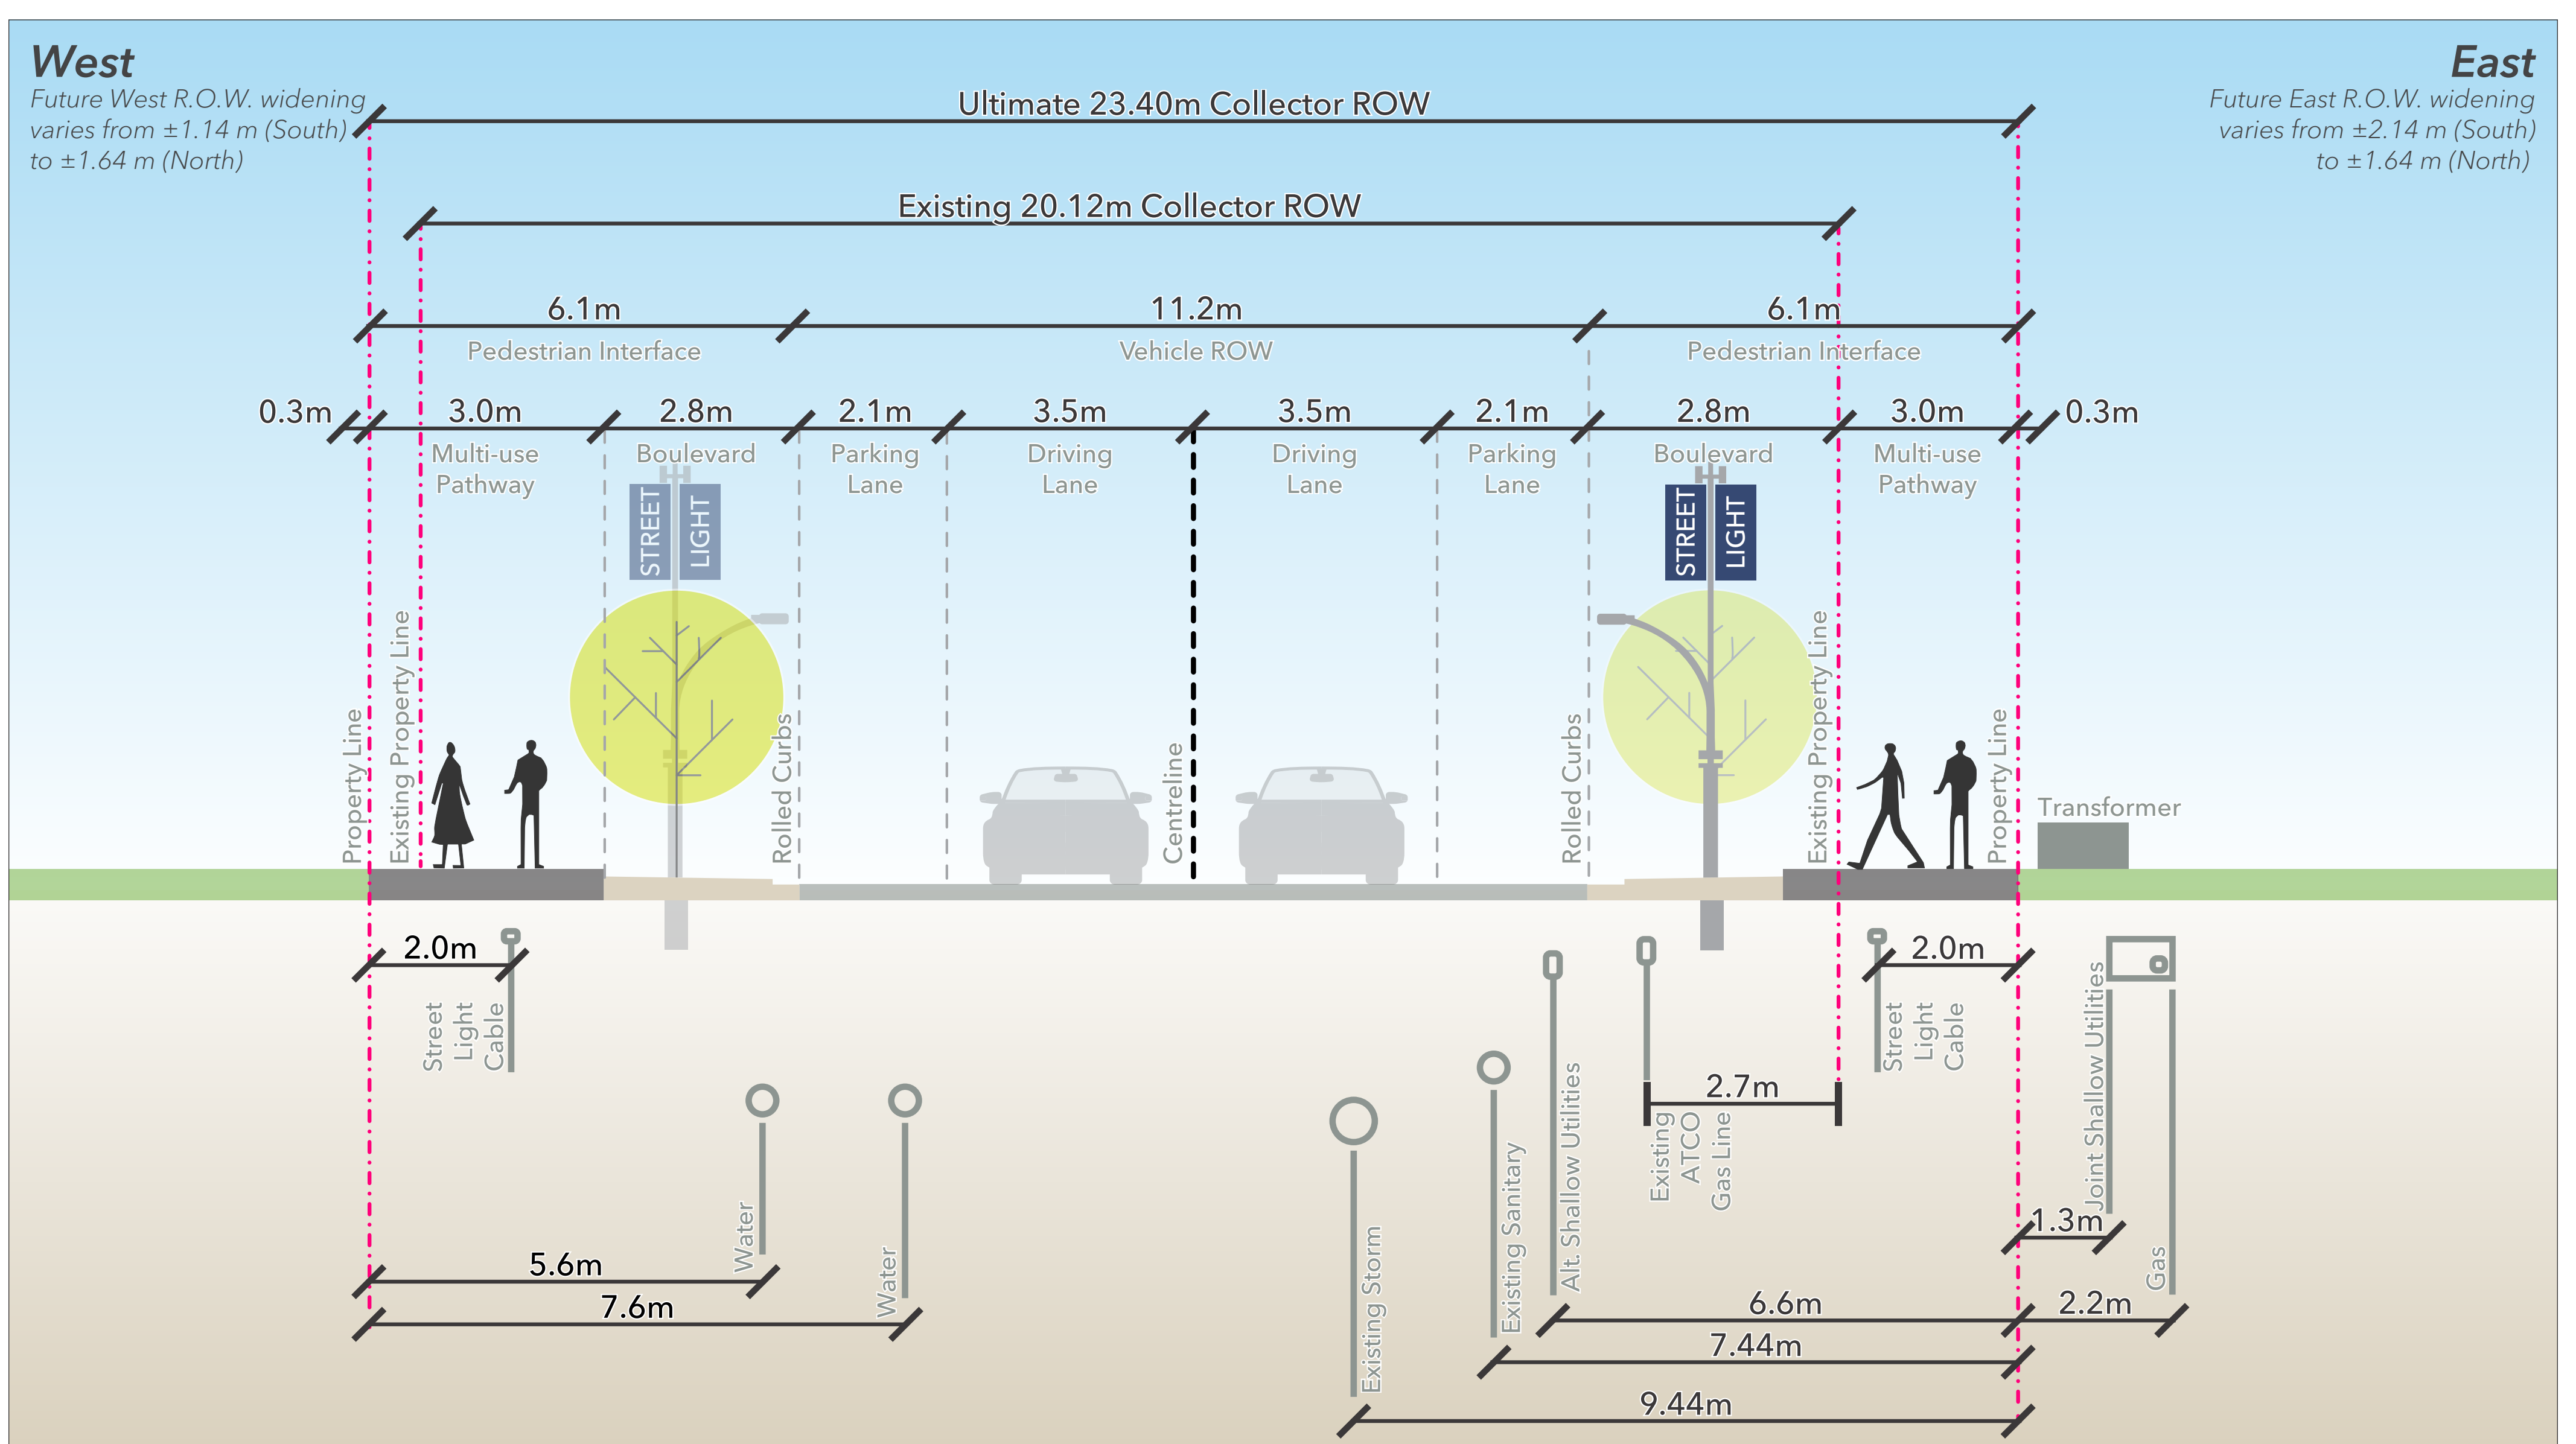 West
Future West R.O.W. widening
varies from ±1.14 m (South)
to ±1.64 m (North)
East
Future East R.O.W. widening
varies from ±2.14 m (South)
to ±1.64 m (North)
Ultimate 23.40m Collector ROW
Existing 20.12m Collector ROW
6.1m
Pedestrian Interface
11.2m
Vehicle ROW
6.1m
Pedestrian Interface
0.3m
3.0m
Multi-use
Pathway
2.8m
Boulevard
2.1m
Parking
Lane
3.5m
Driving
Lane
3.5m
Driving
Lane
2.1m
Parking
Lane
2.8m
Boulevard
3.0m
Multi-use
Pathway
0.3m
STREET
LIGHT
STREET
LIGHT
Property Line
Existing Property Line
Rolled Curbs
Centreline
Rolled Curbs
Existing Property Line
Property Line
Transformer
2.0m
Street
Light
Cable
Water
Water
5.6m
7.6m
Existing Storm
Existing Sanitary
Alt. Shallow Utilities
2.7m
Existing
ATCO
Gas Line
2.0m
Street
Light
Cable
Joint Shallow Utilities
1.3m
Gas
6.6m
2.2m
7.44m
9.44m